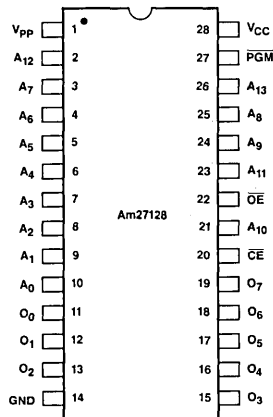 VPP 1 28 VCC
A12 2 27 PGM
A7 3 26 A13
A6 4 25 A8
A5 5 24 A9
A4 6 23 A11
A3 7 22 OE
Am27128
A2 8 21 A10
A1 9 20 CE
A0 10 19 O7
O0 11 18 O6
O1 12 17 O5
O2 13 16 O4
GND 14 15 O3